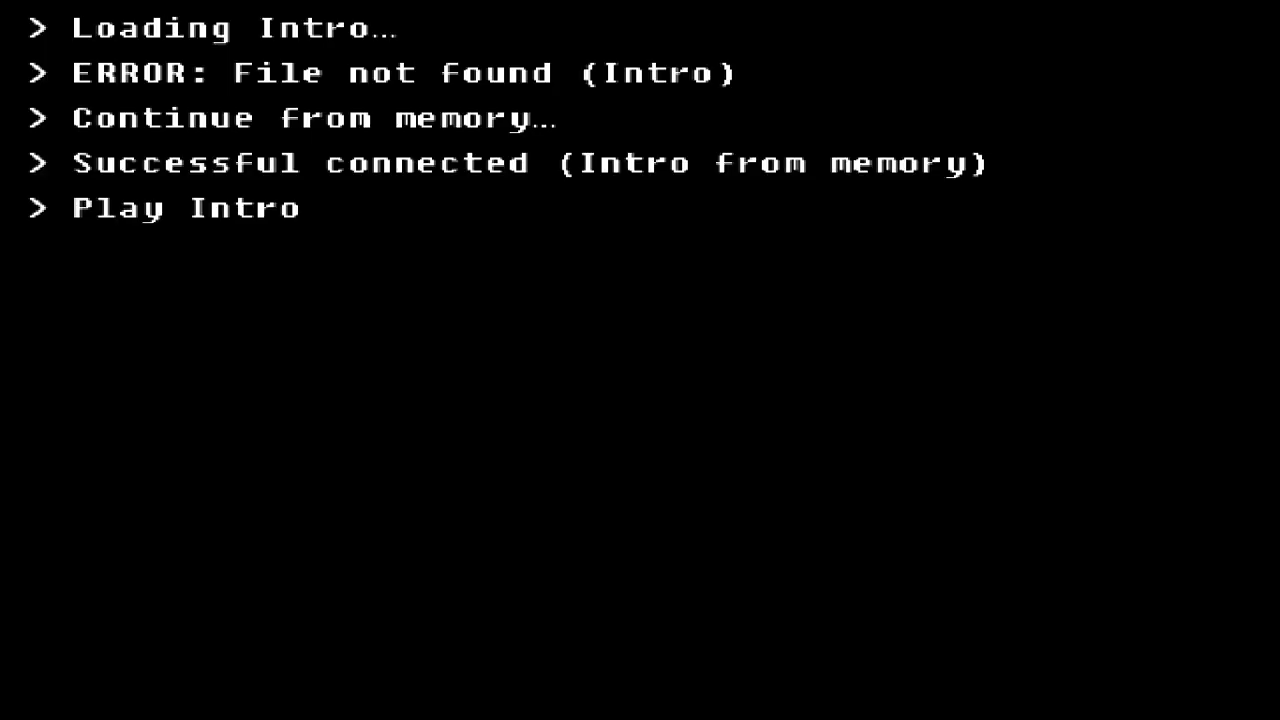 > Loading Intro…
> ERROR: File not found (Intro)
> Continue from memory…
> Successful connected (Intro from memory)
> Play Intro